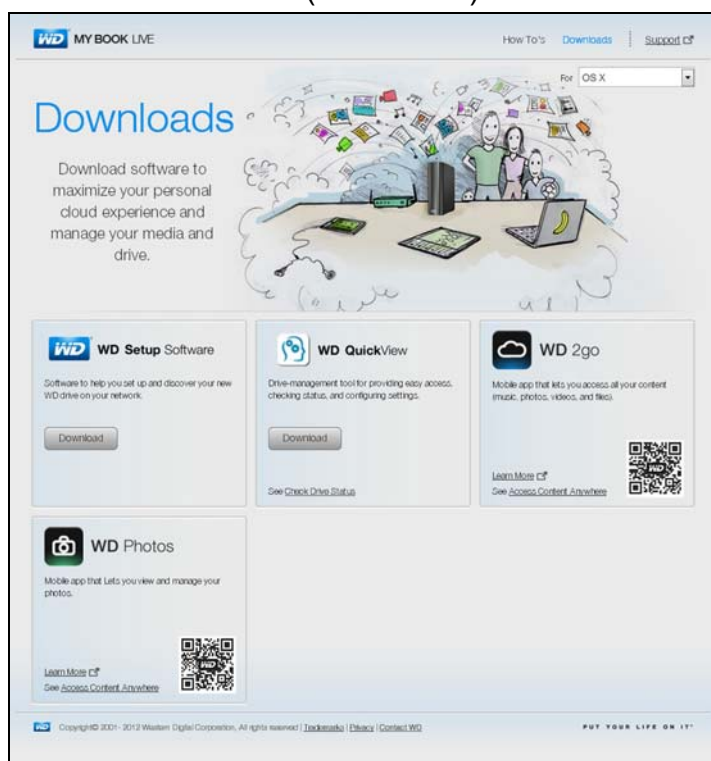 WD MY BOOK LIVE
How To's Downloads Support
For OS X
Downloads
Download software to
maximize your personal
cloud experience and
manage your media and
drive.
WD WD Setup Software
Software to help you set up and discover your new
WD drive on your network.
Download
WD QuickView
Drive-management tool for providing easy access,
checking status, and configuring settings.
Download
See Check Drive Status
WD 2go
Mobile app that lets you access all your content
(music, photos, videos, and files).
Learn More
See Access Content Anywhere
WD
WD Photos
Mobile app that Lets you view and manage your
photos.
Learn More
See Access Content Anywhere
WD
WD Copyright© 2001- 2012 Western Digital Corporation, All rights reserved | Trademarks | Privacy | Contact WD
PUT YOUR LIFE ON IT